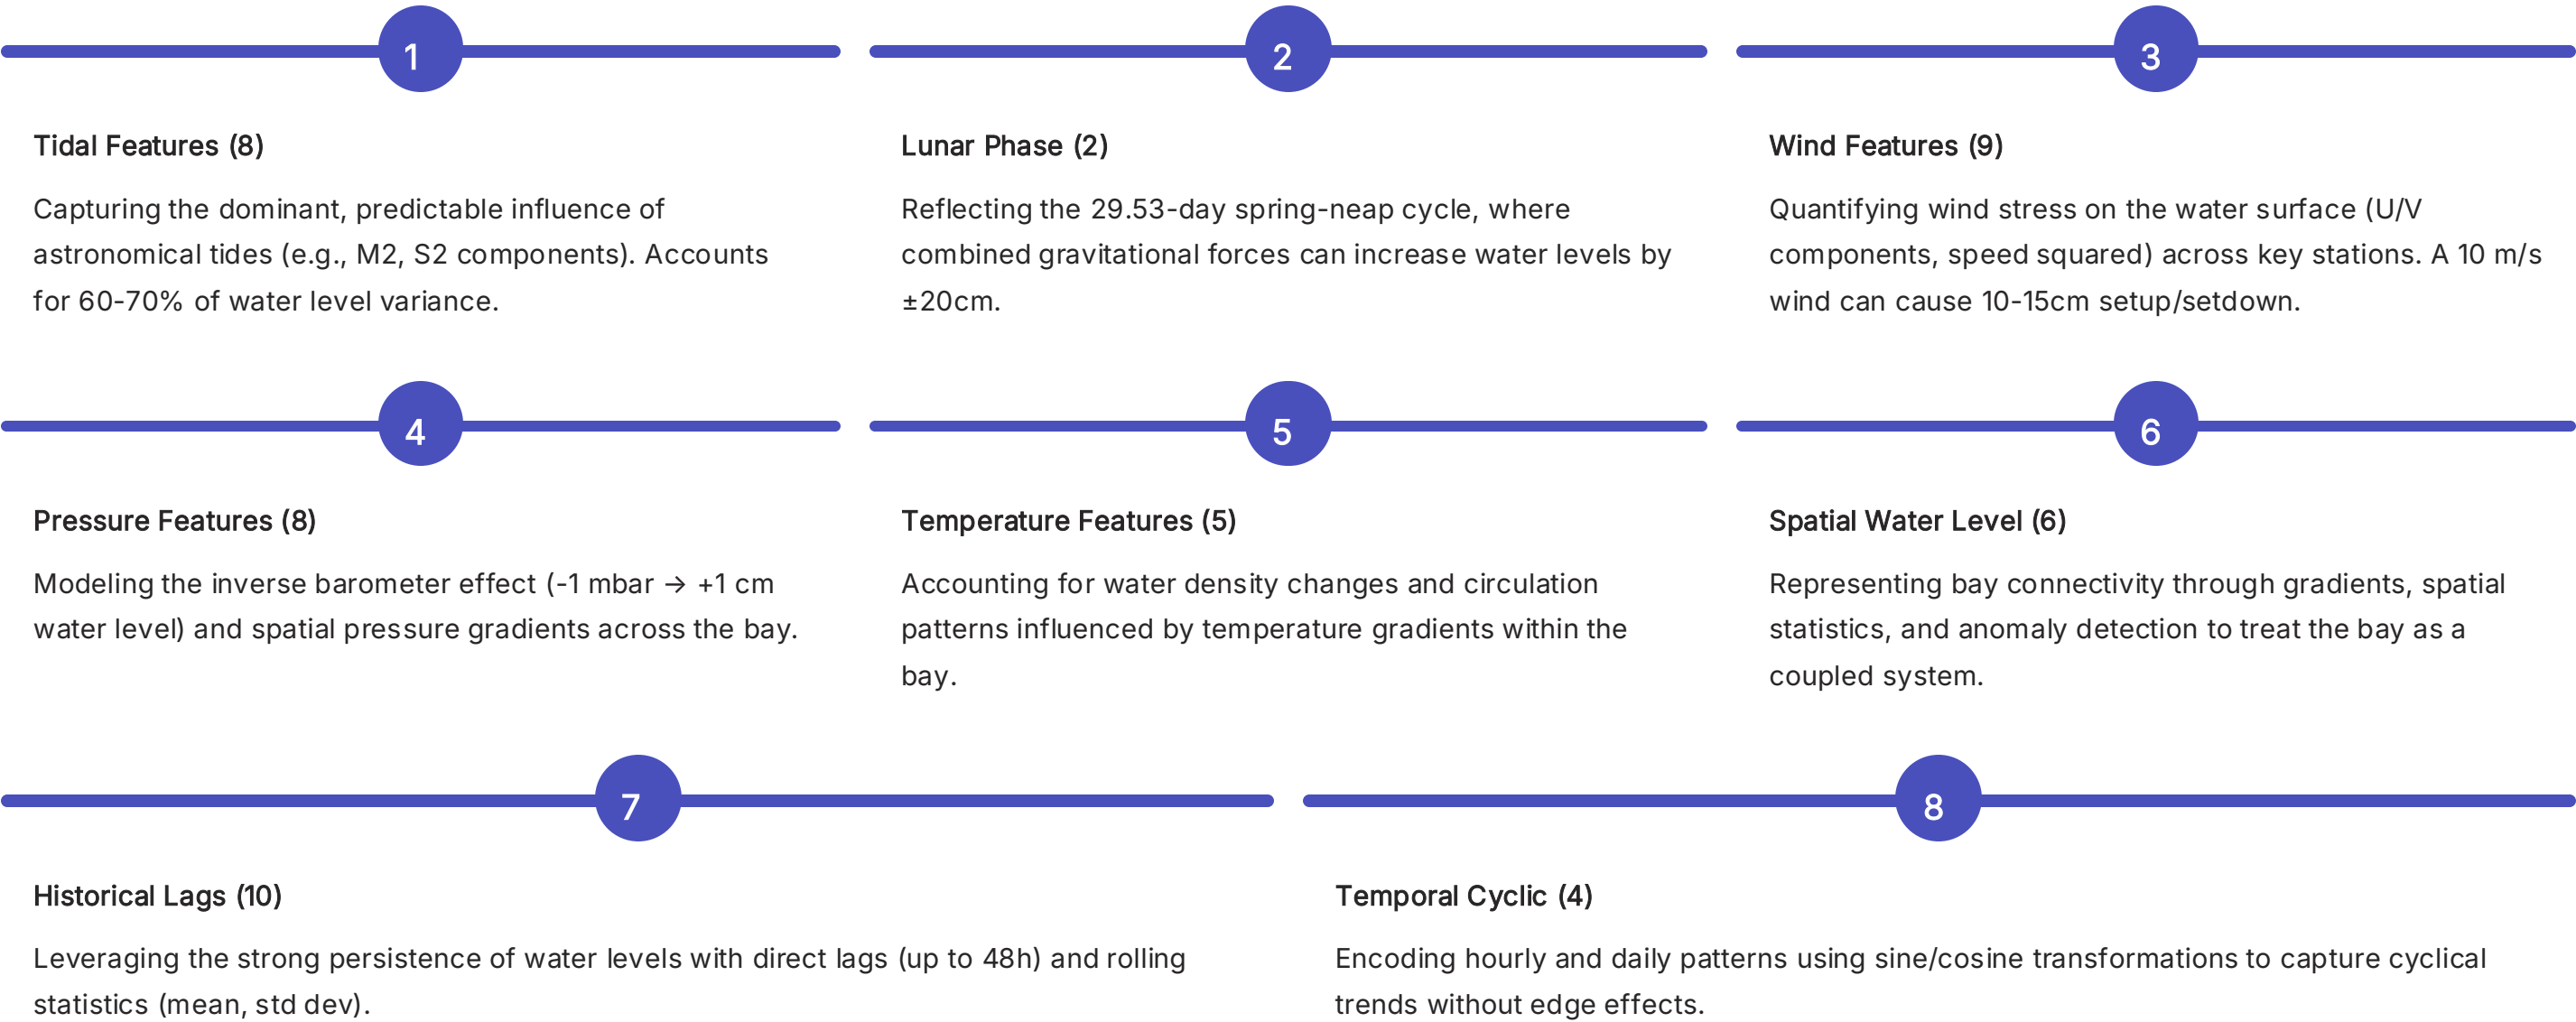 1
Tidal Features (8)
Capturing the dominant, predictable influence of
astronomical tides (e.g., M2, S2 components). Accounts
for 60-70% of water level variance.
2
Lunar Phase (2)
Reflecting the 29.53-day spring-neap cycle, where
combined gravitational forces can increase water levels by
±20cm.
3
Wind Features (9)
Quantifying wind stress on the water surface (U/V
components, speed squared) across key stations. A 10 m/s
wind can cause 10-15cm setup/setdown.
4
Pressure Features (8)
Modeling the inverse barometer effect (-1 mbar → +1 cm
water level) and spatial pressure gradients across the bay.
5
Temperature Features (5)
Accounting for water density changes and circulation
patterns influenced by temperature gradients within the
bay.
6
Spatial Water Level (6)
Representing bay connectivity through gradients, spatial
statistics, and anomaly detection to treat the bay as a
coupled system.
7
Historical Lags (10)
Leveraging the strong persistence of water levels with direct lags (up to 48h) and rolling
statistics (mean, std dev).
8
Temporal Cyclic (4)
Encoding hourly and daily patterns using sine/cosine transformations to capture cyclical
trends without edge effects.